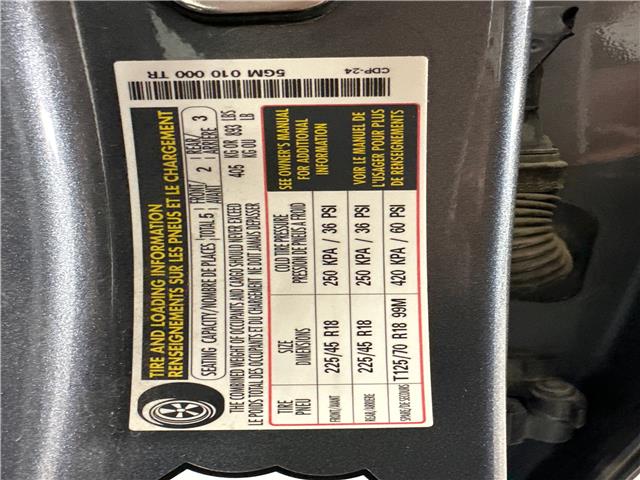 TIRE AND LOADING INFORMATION
RENSEIGNEMENTS SUR LES PNEUS ET LE CHARGEMENT
SEATING CAPACITY/NOMBRE DE PLACES TOTAL 5 FRONT/AVANT 2 REAR/ARRIÈRE 3
THE COMBINED WEIGHT OF OCCUPANTS AND CARGO SHOULD NEVER EXCEED 405 KG OR 893 LBS
LE POIDS TOTAL DES OCCUPANTS ET DU CHARGEMENT NE DOIT JAMAIS DÉPASSER KG OU LB
TIRE PNEU SIZE DIMENSIONS COLD TIRE PRESSURE PRESSION DE PNEUS A FROID
FRONT/AVANT 225/45 R18 250 KPA / 36 PSI
REAR/ARRIERE 225/45 R18 250 KPA / 36 PSI
SPARE/DE SECOURS T125/70 R18 99M 420 KPA / 60 PSI
SEE OWNER'S MANUAL
FOR ADDITIONAL
INFORMATION
VOIR LE MANUEL DE
L'USAGER POUR PLUS
DE RENSEIGNEMENTS
5GM 010 000 TR
CDP-24